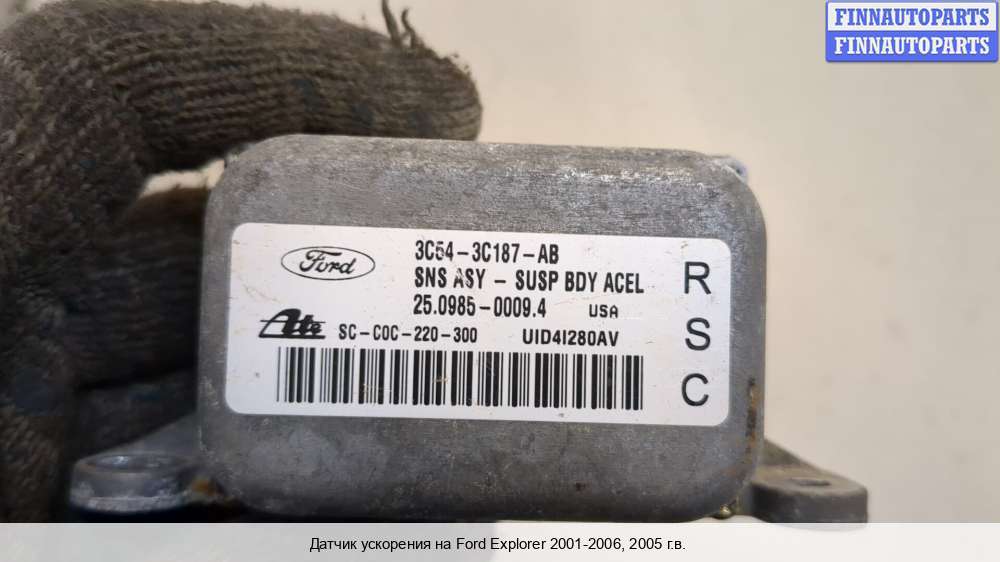 FINNAUTOPARTS
FINNAUTOPARTS
Ford
3C54-3C187-AB
SNS ASY - SUSP BDY ACEL
25.0985-0009.4 USA
Ate SC-C0C-220-300 UID4I280AV
R
S
C
Датчик ускорения на Ford Explorer 2001-2006, 2005 г.в.